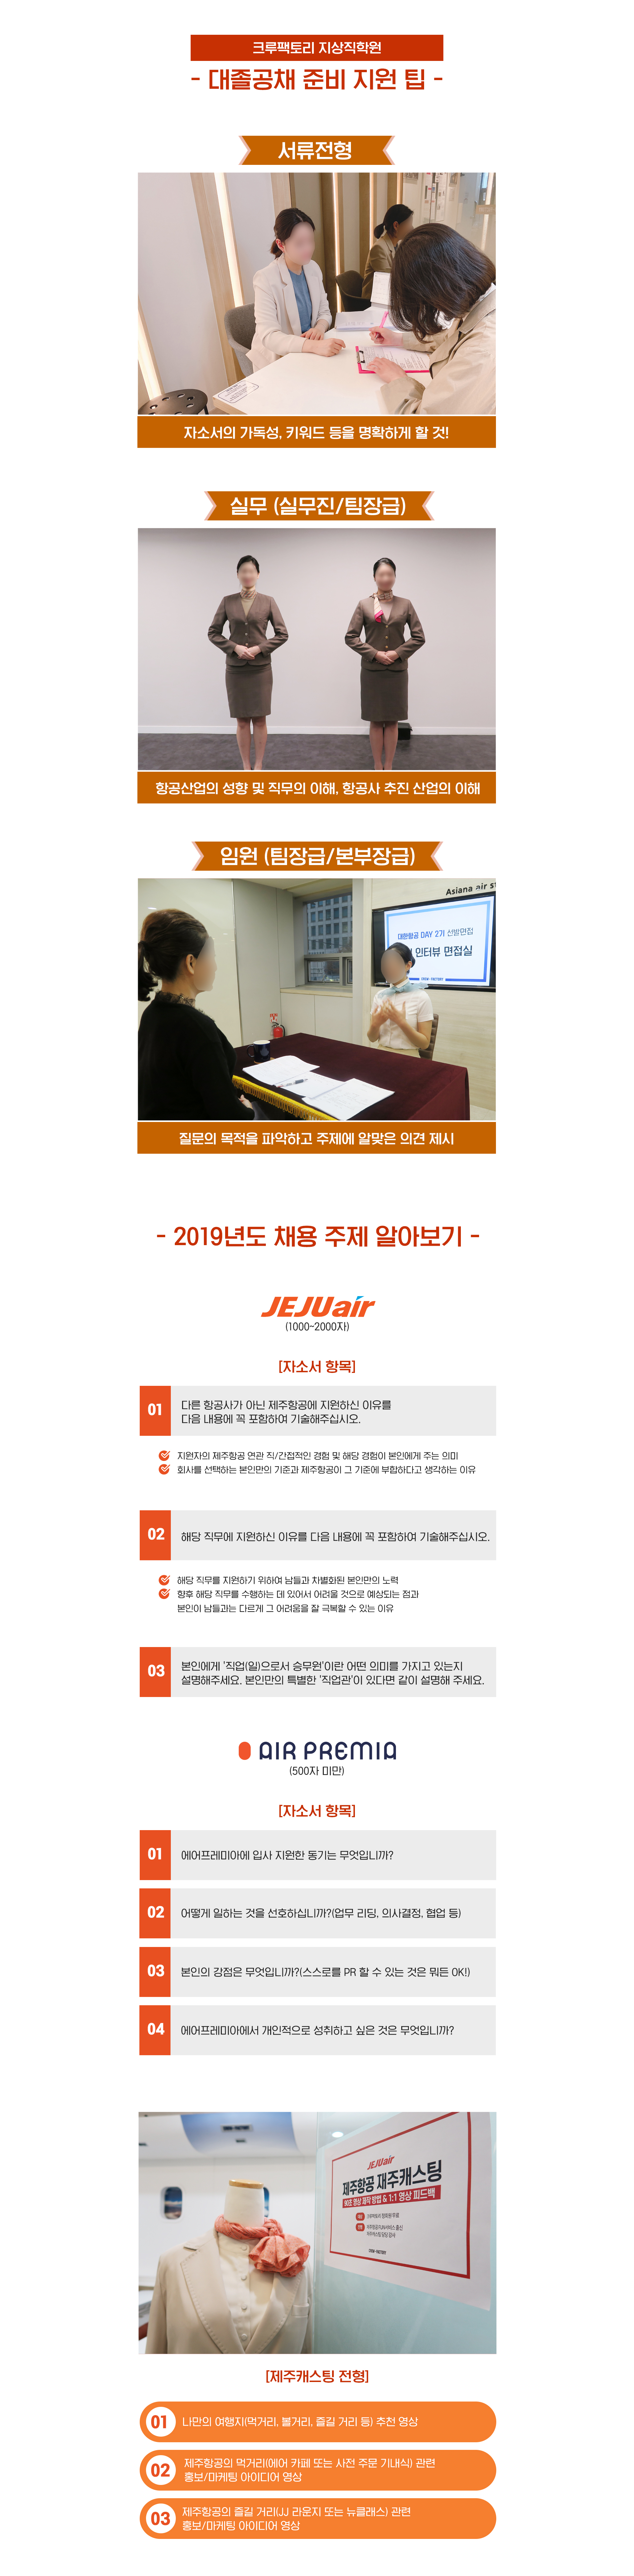 크루팩토리 지상직학원
- 대졸공채 준비 지원 팁 -
서류전형
자소서의 가독성, 키워드 등을 명확하게 할 것!
실무 (실무진/팀장급)
항공산업의 성향 및 직무의 이해, 항공사 추진 산업의 이해
임원 (팀장급/본부장급)
Asiana air
대한항공 DAY 2기 선발면접
인터뷰 면접실
질문의 목적을 파악하고 주제에 알맞은 의견 제시
- 2019년도 채용 주제 알아보기 -
JEJUair
(1000~2000자)
[자소서 항목]
01
다른 항공사가 아닌 제주항공에 지원하신 이유를
다음 내용에 꼭 포함하여 기술해주십시오.
지원자의 제주항공 연관 직/간접적인 경험 및 해당 경험이 본인에게 주는 의미
회사를 선택하는 본인만의 기준과 제주항공이 그 기준에 부합하다고 생각하는 이유
02
해당 직무에 지원하신 이유를 다음 내용에 꼭 포함하여 기술해주십시오.
해당 직무를 지원하기 위하여 남들과 차별화된 본인만의 노력
향후 해당 직무를 수행하는 데 있어서 어려울 것으로 예상되는 점과
본인이 남들과는 다르게 그 어려움을 잘 극복할 수 있는 이유
03
본인에게 '직업(일)으로서 승무원'이란 어떤 의미를 가지고 있는지
설명해주세요. 본인만의 특별한 '직업관'이 있다면 같이 설명해 주세요.
AIR PREMIA
(500자 미만)
[자소서 항목]
01
에어프레미아에 입사 지원한 동기는 무엇입니까?
02
어떻게 일하는 것을 선호하십니까?(업무 리딩, 의사결정, 협업 등)
03
본인의 강점은 무엇입니까?(스스로를 PR 할 수 있는 것은 뭐든 OK!)
04
에어프레미아에서 개인적으로 성취하고 싶은 것은 무엇입니까?
JEJUair
제주항공 재주캐스팅
90초 영상 제작 방법 & 1:1 영상 피드백
[제주캐스팅 전형]
01
나만의 여행지(먹거리, 볼거리, 즐길 거리 등) 추천 영상
02
제주항공의 먹거리(에어 카페 또는 사전 주문 기내식) 관련
홍보/마케팅 아이디어 영상
03
제주항공의 즐길 거리(JJ 라운지 또는 뉴클래스) 관련
홍보/마케팅 아이디어 영상